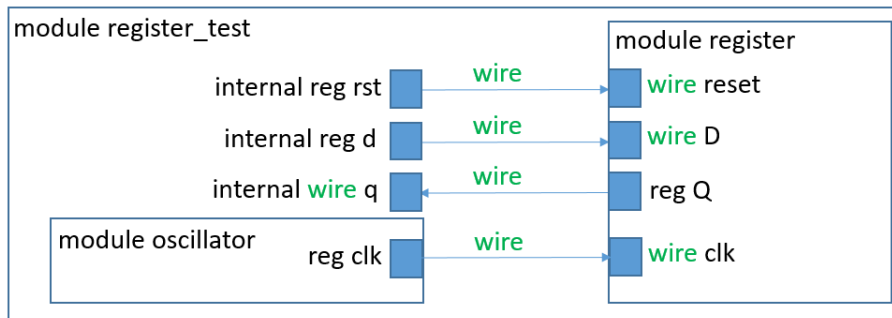 module register_test
module register
internal reg rst
wire
wire reset
internal reg d
wire
wire D
internal wire q
wire
reg Q
module oscillator
reg clk
wire
wire clk